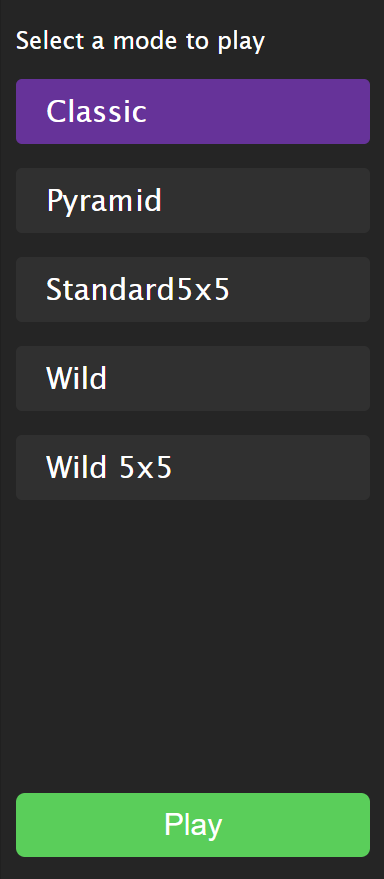 Select a mode to play
Classic
Pyramid
Standard5x5
Wild
Wild 5x5
Play